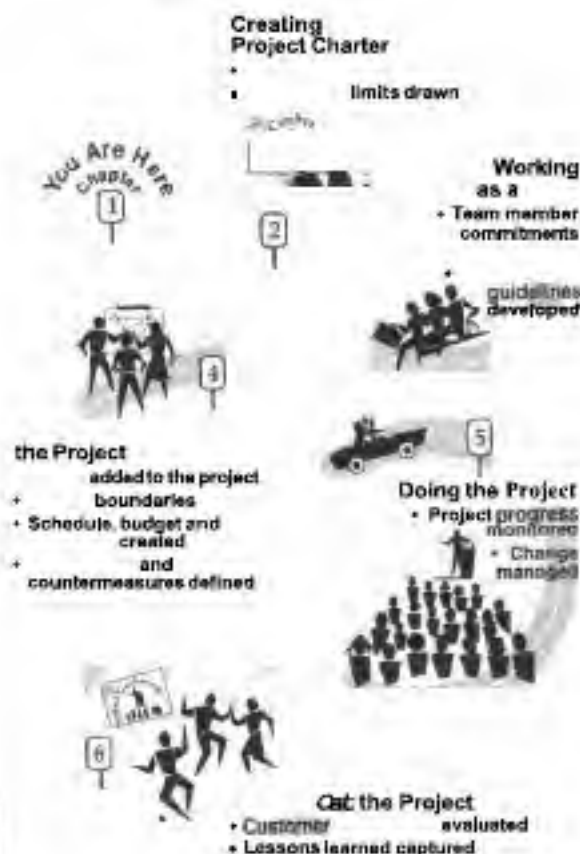 Creating
Project Charter
limits drawn
You Are Here
Chapter
1
2
Working
as a
• Team member
commitments
guidelines
developed
4
the Project
added to the project
• boundaries
• Schedule, budget and
created
• and
countermeasures defined
5
Doing the Project
• Project progress
monitored
• Change
managed
6
the Project
• Customer evaluated
• Lessons learned captured